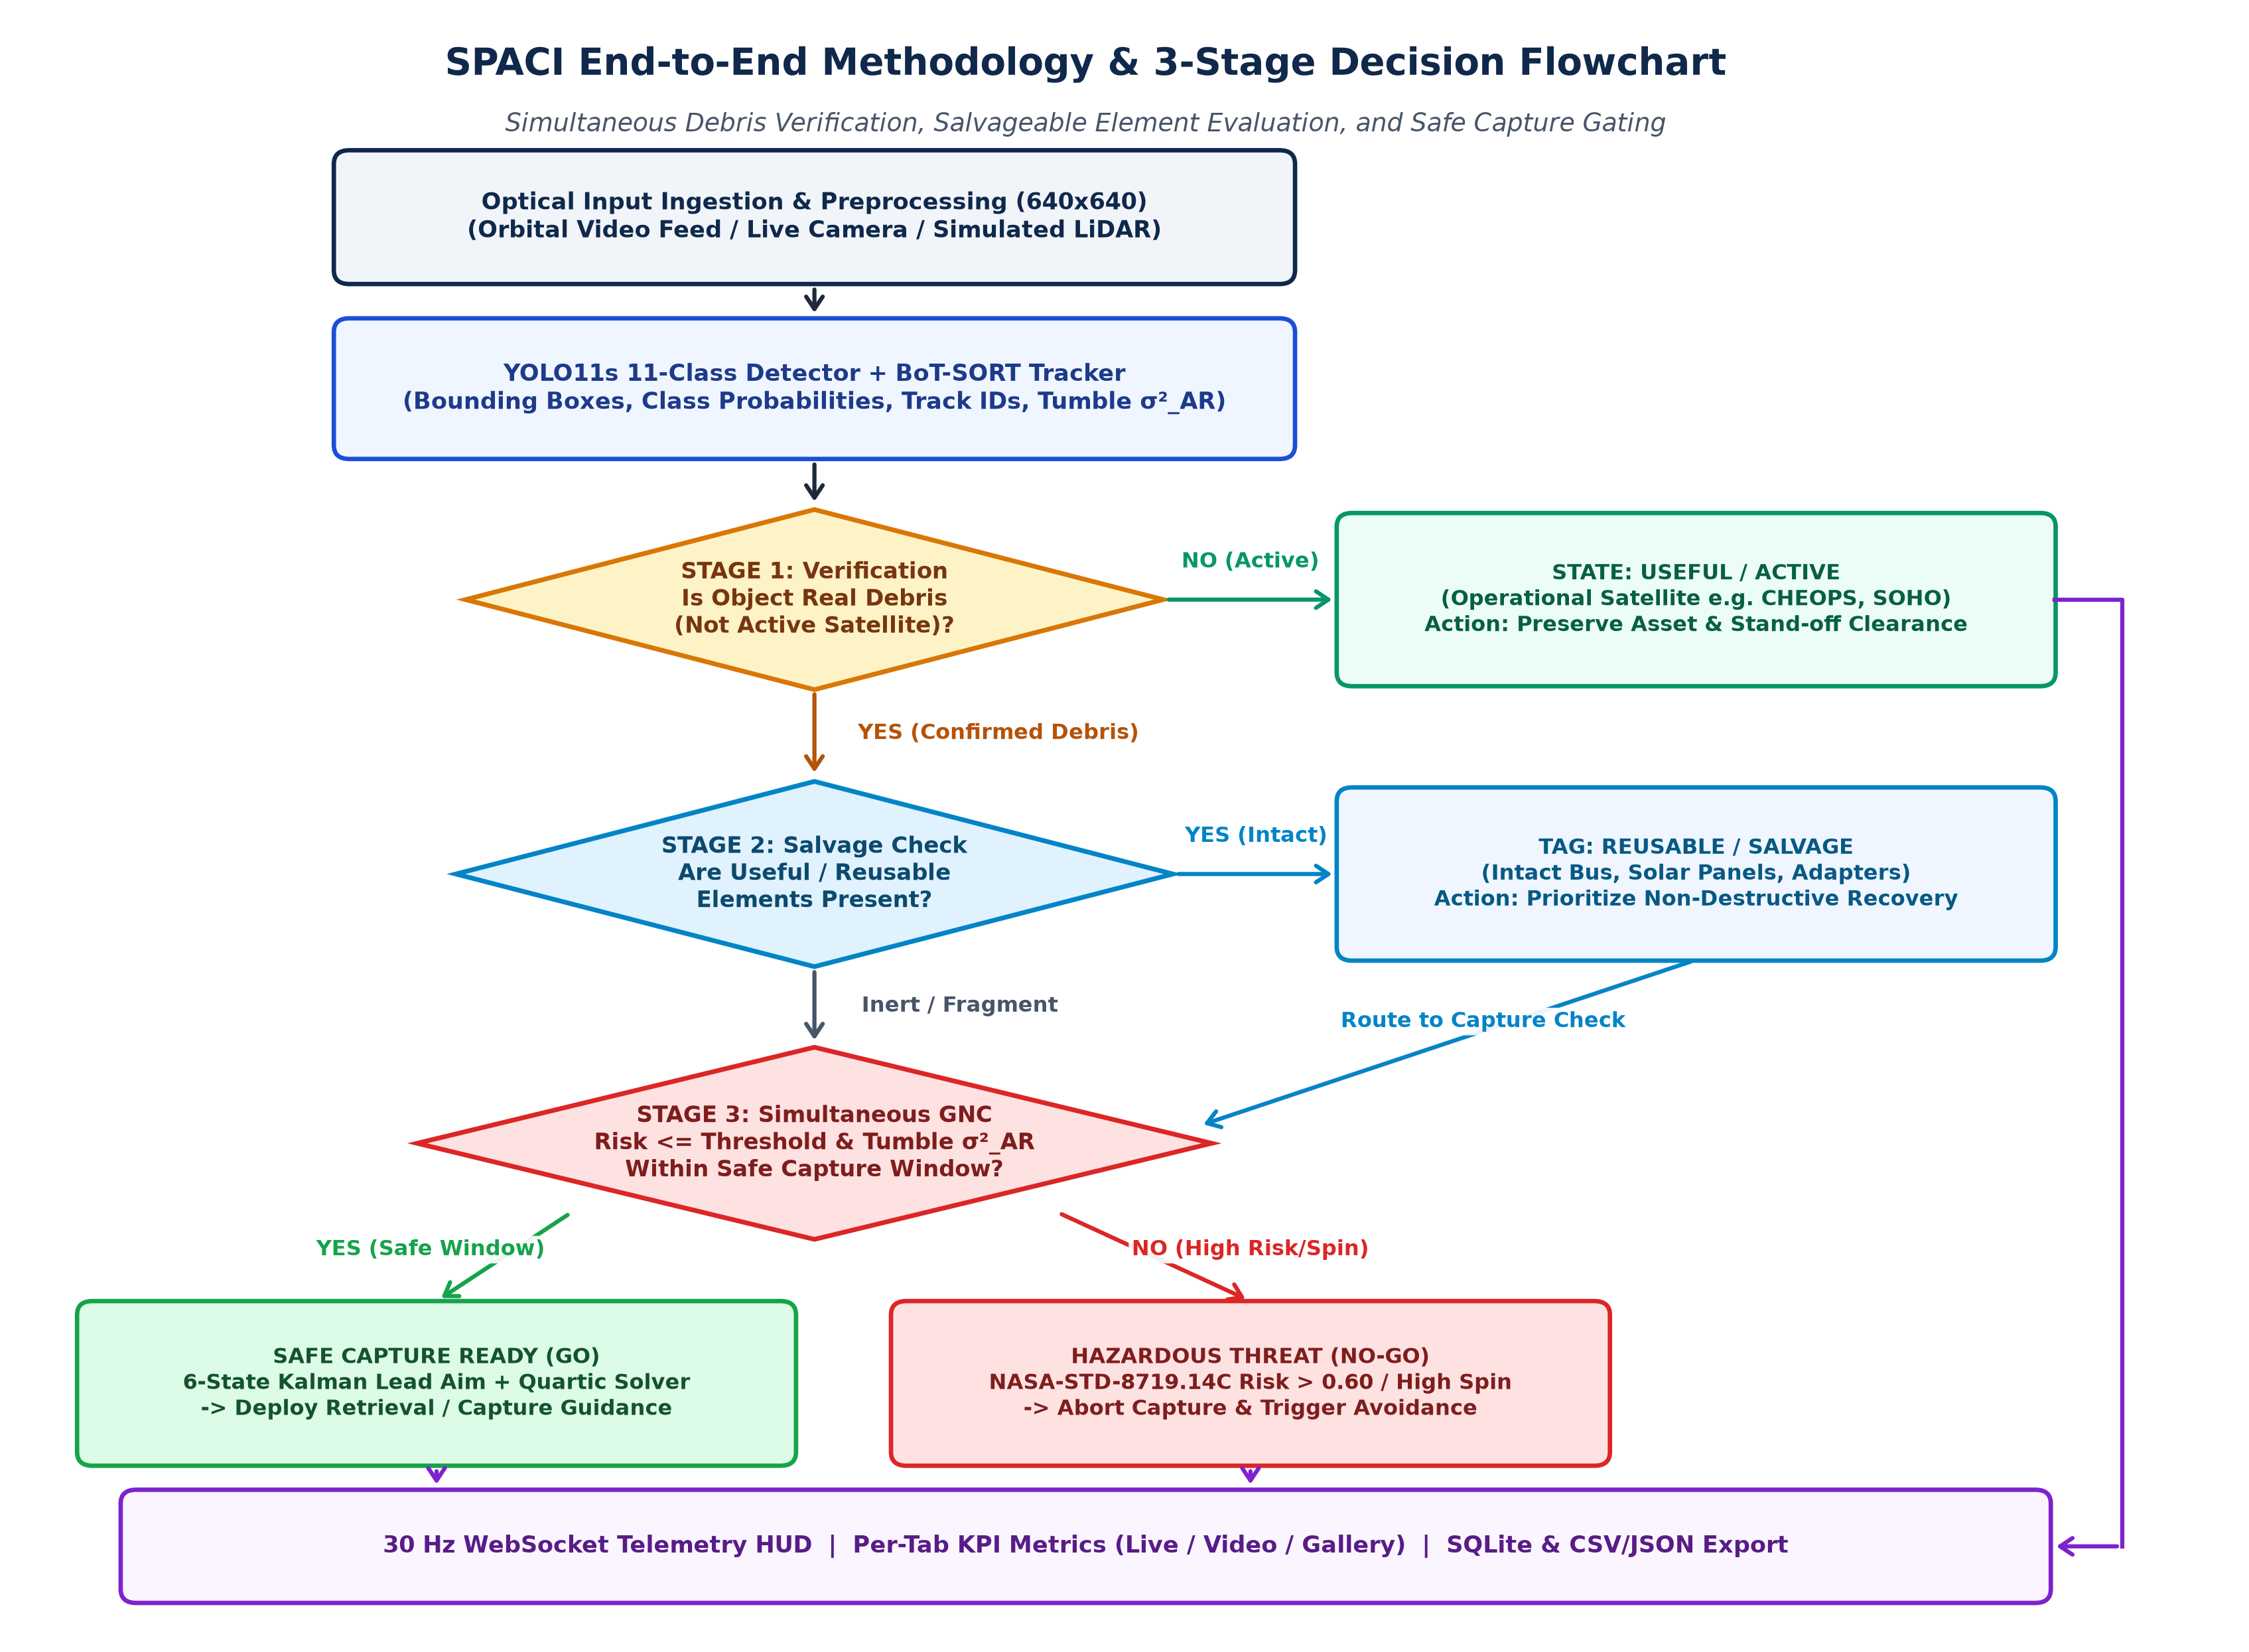 SPACI End-to-End Methodology & 3-Stage Decision Flowchart
Simultaneous Debris Verification, Salvageable Element Evaluation, and Safe Capture Gating
Optical Input Ingestion & Preprocessing (640x640)
(Orbital Video Feed / Live Camera / Simulated LiDAR)
YOLO11s 11-Class Detector + BoT-SORT Tracker
(Bounding Boxes, Class Probabilities, Track IDs, Tumble σ²_AR)
STAGE 1: Verification
Is Object Real Debris
(Not Active Satellite)?
NO (Active)
STATE: USEFUL / ACTIVE
(Operational Satellite e.g. CHEOPS, SOHO)
Action: Preserve Asset & Stand-off Clearance
YES (Confirmed Debris)
STAGE 2: Salvage Check
Are Useful / Reusable
Elements Present?
YES (Intact)
TAG: REUSABLE / SALVAGE
(Intact Bus, Solar Panels, Adapters)
Action: Prioritize Non-Destructive Recovery
Inert / Fragment
Route to Capture Check
STAGE 3: Simultaneous GNC
Risk <= Threshold & Tumble σ²_AR
Within Safe Capture Window?
YES (Safe Window)
NO (High Risk/Spin)
SAFE CAPTURE READY (GO)
6-State Kalman Lead Aim + Quartic Solver
-> Deploy Retrieval / Capture Guidance
HAZARDOUS THREAT (NO-GO)
NASA-STD-8719.14C Risk > 0.60 / High Spin
-> Abort Capture & Trigger Avoidance
30 Hz WebSocket Telemetry HUD | Per-Tab KPI Metrics (Live / Video / Gallery) | SQLite & CSV/JSON Export